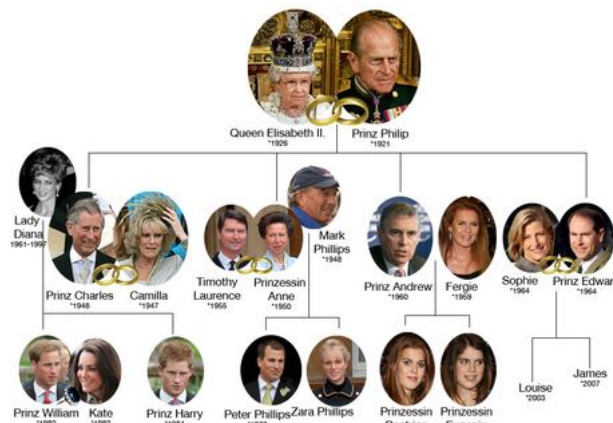 Queen Elisabeth II.
*1926
Prinz Philip
*1921
Lady
Diana
1961-1997
Prinz Charles
*1948
Camilla
*1947
Timothy
Laurence
*1955
Prinzessin
Anne
*1950
Mark
Phillips
*1948
Prinz Andrew
*1960
Fergie
*1959
Sophie
*1964
Prinz Edwar
*1964
Prinz William
Kate
Prinz Harry
Peter Phillips
Zara Phillips
Prinzessin
Prinzessin
Louise
*2003
James
*2007